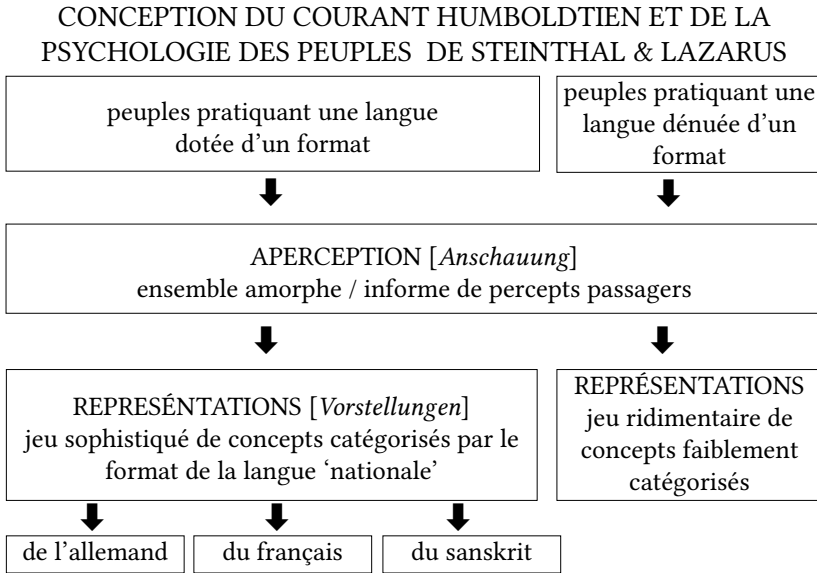 CONCEPTION DU COURANT HUMBOLDTIEN ET DE LA
PSYCHOLOGIE DES PEUPLES DE STEINTHAL & LAZARUS
peuples pratiquant une langue
dotée d’un format
peuples pratiquant une
langue dénuée d’un
format
APERCEPTION [Anschauung]
ensemble amorphe / informe de percepts passagers
REPRESÉNTATIONS [Vorstellungen]
jeu sophistiqué de concepts catégorisés par le
format de la langue ‘nationale’
REPRÉSENTATIONS
jeu ridimentaire de
concepts faiblement
catégorisés
de l’allemand
du français
du sanskrit